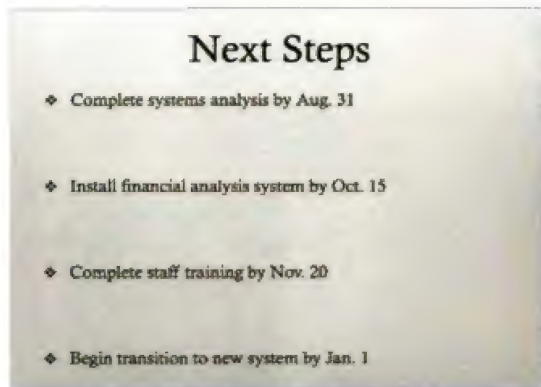 Next Steps
❖ Complete systems analysis by Aug. 31
❖ Install financial analysis system by Oct. 15
❖ Complete staff training by Nov. 20
❖ Begin transition to new system by Jan. 1